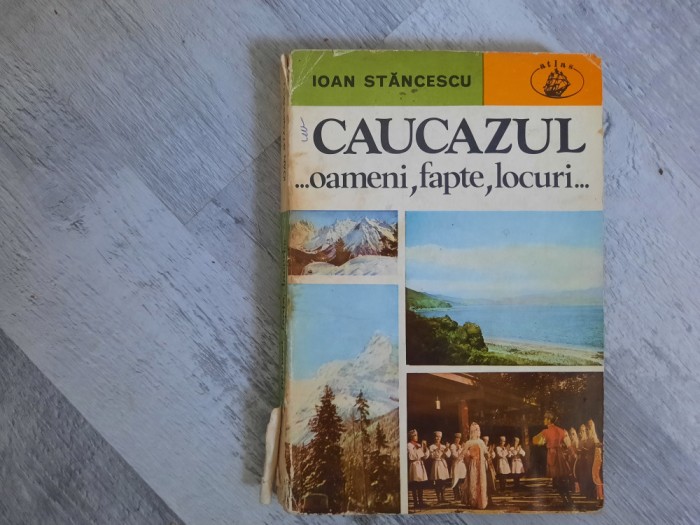 IOAN STĂNCESCU
atlas
CAUCAZUL
...oameni, fapte, locuri...